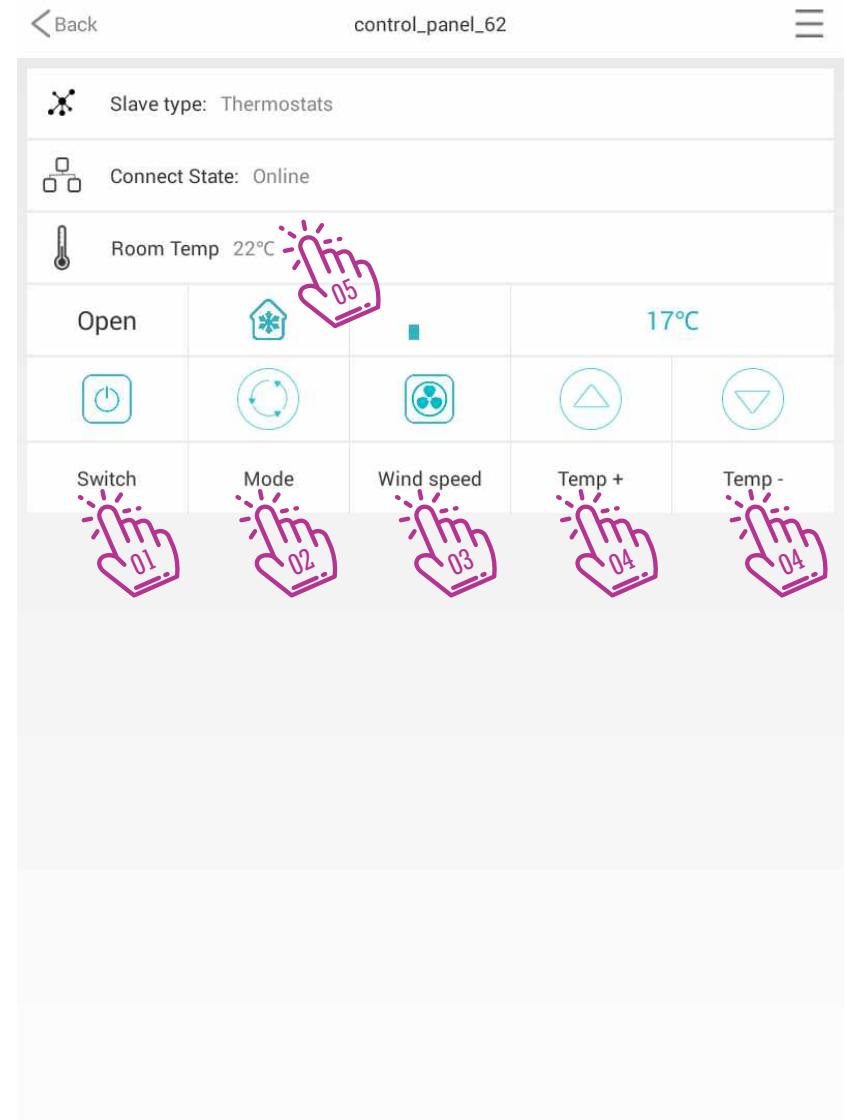 Back
control_panel_62
Slave type: Thermostats
Connect State: Online
Room Temp 22°C
05
Open
17°C
Switch
Mode
Wind speed
Temp +
Temp -
01
02
03
04
04